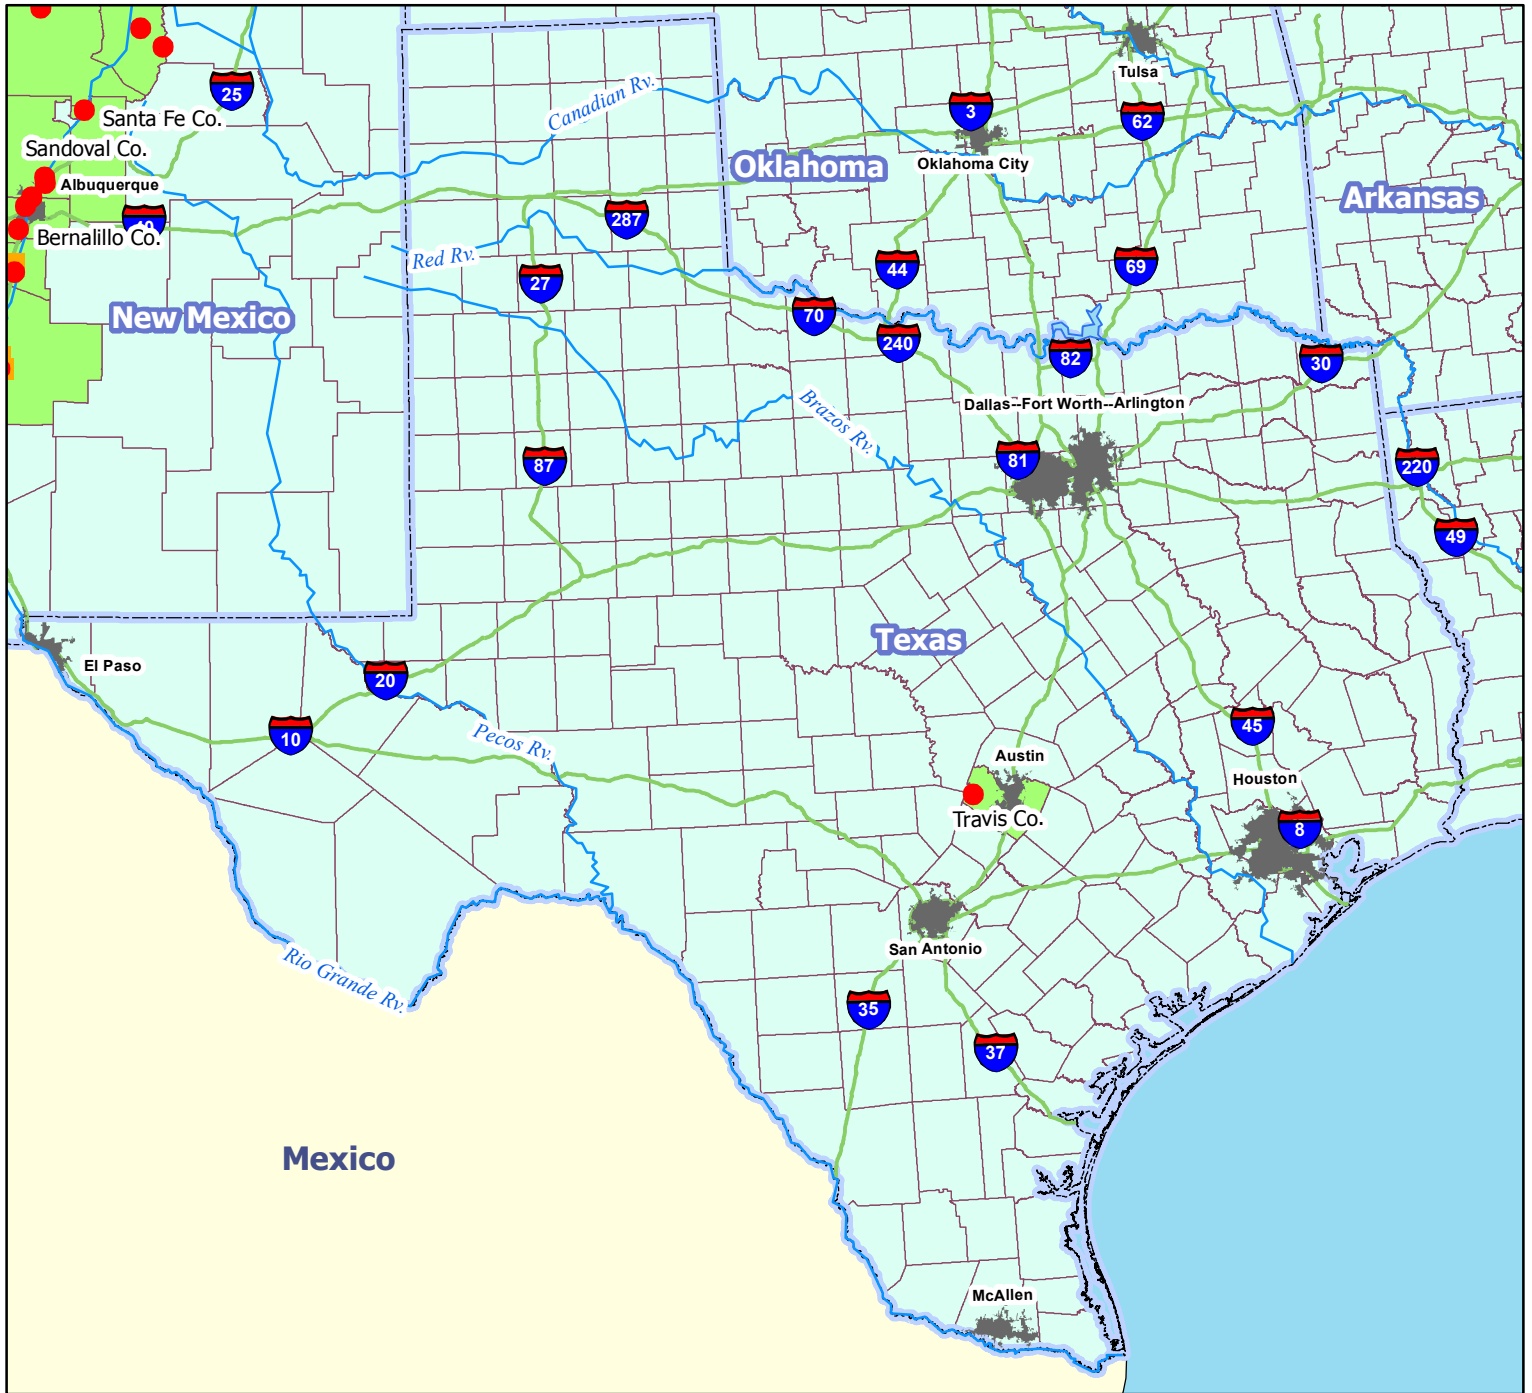 Tulsa
25
3
62
Santa Fe Co.
Canadian Rv.
Sandoval Co.
Oklahoma
Oklahoma City
Albuquerque
Arkansas
40
287
Bernalillo Co.
Red Rv.
27
44
69
New Mexico
70
240
82
30
Dallas--Fort Worth--Arlington
Brazos Rv.
87
81
220
49
Texas
El Paso
20
10
Pecos Rv.
45
Austin
Houston
Travis Co.
8
San Antonio
Rio Grande Rv.
35
37
Mexico
McAllen